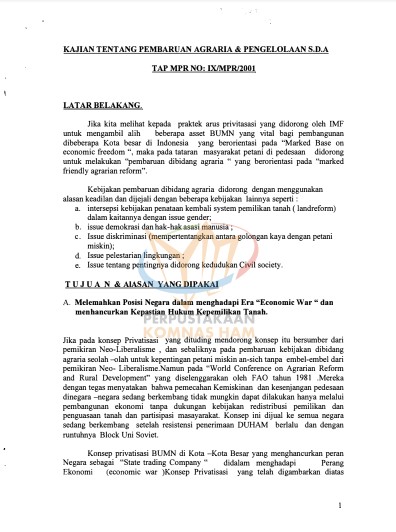 KAJIAN TENTANG PEMBARUAN AGRARIA & PENGELOLAAN S.D.A
TAP MPR NO: IX/MPR/2001
LATAR BELAKANG.
Jika kita melihat kepada praktek arus privitasasi yang didorong oleh IMF
untuk mengambil alih beberapa asset BUMN yang vital bagi pembangunan
dibeberapa Kota besar di Indonesia yang berorientasi pada “Marked Base on
economic freedom “, maka pada tataran masyarakat petani di pedesaan didorong
untuk melakukan “pembaruan dibidang agraria “ yang berorientasi pada “marked
friendly agrarian reform”.
Kebijakan pembaruan dibidang agraria didorong dengan menggunakan
alasan keadilan dan dijejali dengan beberapa kebijakan lainnya seperti :
a. intersepsi kebijakan penataan kembali system pemilikan tanah ( landreform)
dalam kaitannya dengan issue gender;
b. issue demokrasi dan hak-hak asasi manusia ;
c. Issue diskriminasi (mempertentangkan antara golongan kaya dengan petani
miskin);
d. Issue pelestarian lingkungan ;
e. Issue tentang pentingnya didorong kedudukan Civil society.
T U J U A N & AlASAN YANG DIPAKAI
A. Melemahkan Posisi Negara dalam menghadapi Era “Economic War “ dan
menhancurkan Kepastian Hukum Kepemilikan Tanah.
PERPUSTAKAAN
KOMNAS HAM
Jika pada konsep Privatisasi yang dituding mendorong konsep itu bersumber dari
pemikiran Neo-Liberalisme , dan sebaliknya pada pembaruan kebijakan dibidang
agraria seolah –olah untuk kepentingan petani miskin an-sich tanpa embel-embel dari
pemikiran Neo- Liberalisme.Namun pada “World Conference on Agrarian Reform
and Rural Development” yang diselenggarakan oleh FAO tahun 1981 .Mereka
dengan tegas menyatakan bahwa pemecahan Kemiskinan dan kesenjangan pedesaan
dinegara –negara sedang berkembang tidak mungkin dapat dilakukan hanya melalui
pembangunan ekonomi tanpa dukungan kebijakan redistribusi pemilikan dan
penguasaan tanah dan partisipasi masayarakat. Konsep ini dijual ke semua negara
sedang berkembang setelah resistensi penerimaan DUHAM berlalu dan dengan
runtuhnya Block Uni Soviet.
Konsep privatisasi BUMN di Kota –Kota Besar yang menghancurkan peran
Negara sebagai “State trading Company “ didalam menghadapi Perang
Ekonomi (economic war )Konsep Privatisasi yang telah digambarkan diatas
1